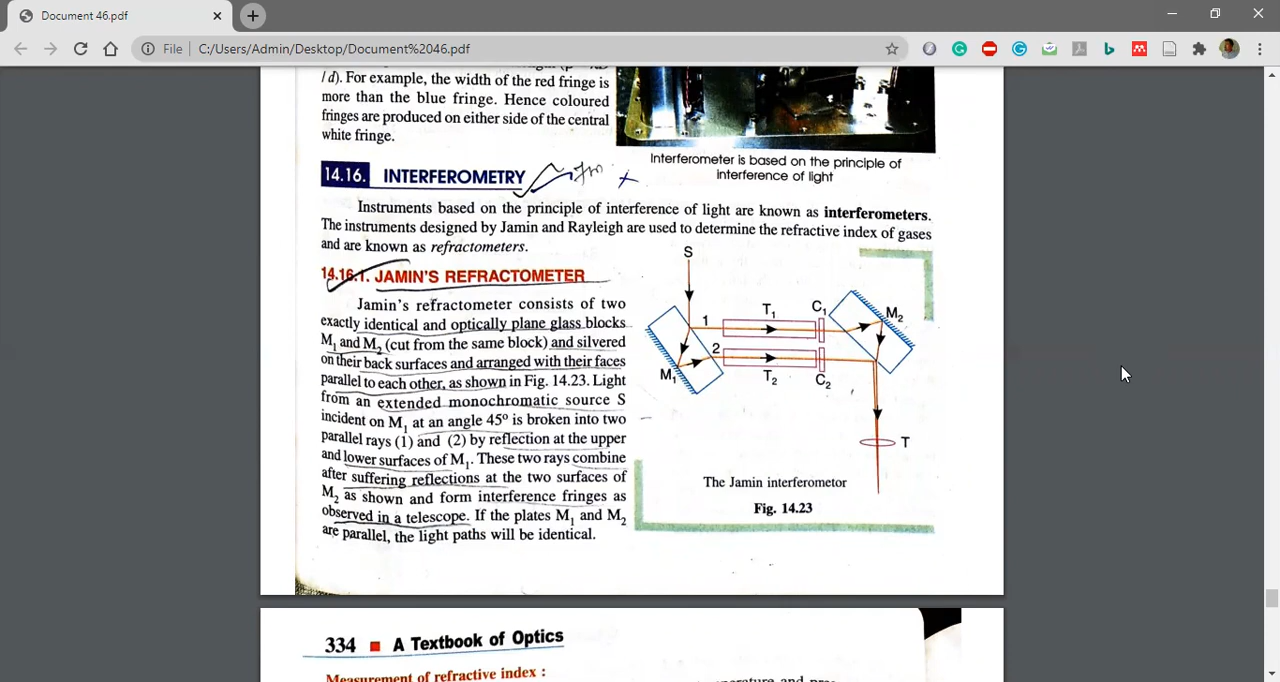 Document 46.pdf
File
C:/Users/Admin/Desktop/Document%2046.pdf
/ d). For example, the width of the red fringe is
more than the blue fringe. Hence coloured
fringes are produced on either side of the central
white fringe.
Interferometer is based on the principle of
interference of light
14.16. INTERFEROMETRY
Instruments based on the principle of interference of light are known as interferometers.
The instruments designed by Jamin and Rayleigh are used to determine the refractive index of gases
and are known as refractometers.
14.16.1. JAMIN'S REFRACTOMETER
Jamin's refractometer consists of two
exactly identical and optically plane glass blocks
M₁ and M₂ (cut from the same block) and silvered
on their back surfaces and arranged with their faces
parallel to each other, as shown in Fig. 14.23. Light
from an extended monochromatic source S
incident on M₁ at an angle 45° is broken into two
parallel rays (1) and (2) by reflection at the upper
and lower surfaces of M₁. These two rays combine
after suffering reflections at the two surfaces of
M₂ as shown and form interference fringes as
observed in a telescope. If the plates M₁ and M₂
are parallel, the light paths will be identical.
S
1
T₁
C₁
M₂
2
M₁
T₂
C₂
T
The Jamin interferometor
Fig. 14.23
334 ■ A Textbook of Optics
Measurement of refractive index :